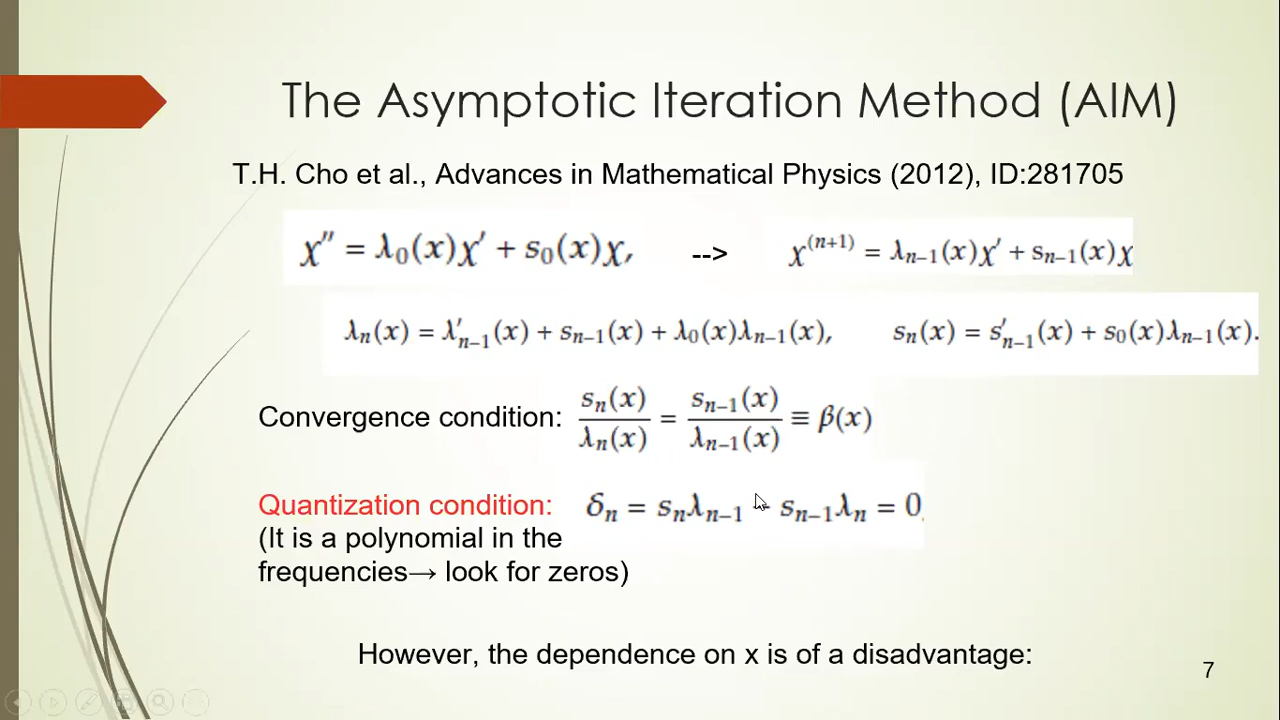 The Asymptotic Iteration Method (AIM)
T.H. Cho et al., Advances in Mathematical Physics (2012), ID:281705
χ″ = λ₀(x)χ′ + s₀(x)χ, --> χ⁽ⁿ⁺¹⁾ = λₙ₋₁(x)χ′ + sₙ₋₁(x)χ
λₙ(x) = λ′ₙ₋₁(x) + sₙ₋₁(x) + λ₀(x)λₙ₋₁(x), sₙ(x) = s′ₙ₋₁(x) + s₀(x)λₙ₋₁(x).
Convergence condition: sₙ(x)/λₙ(x) = sₙ₋₁(x)/λₙ₋₁(x) ≡ β(x)
Quantization condition: δₙ = sₙλₙ₋₁ - sₙ₋₁λₙ = 0
(It is a polynomial in the
frequencies→ look for zeros)
However, the dependence on x is of a disadvantage:
7